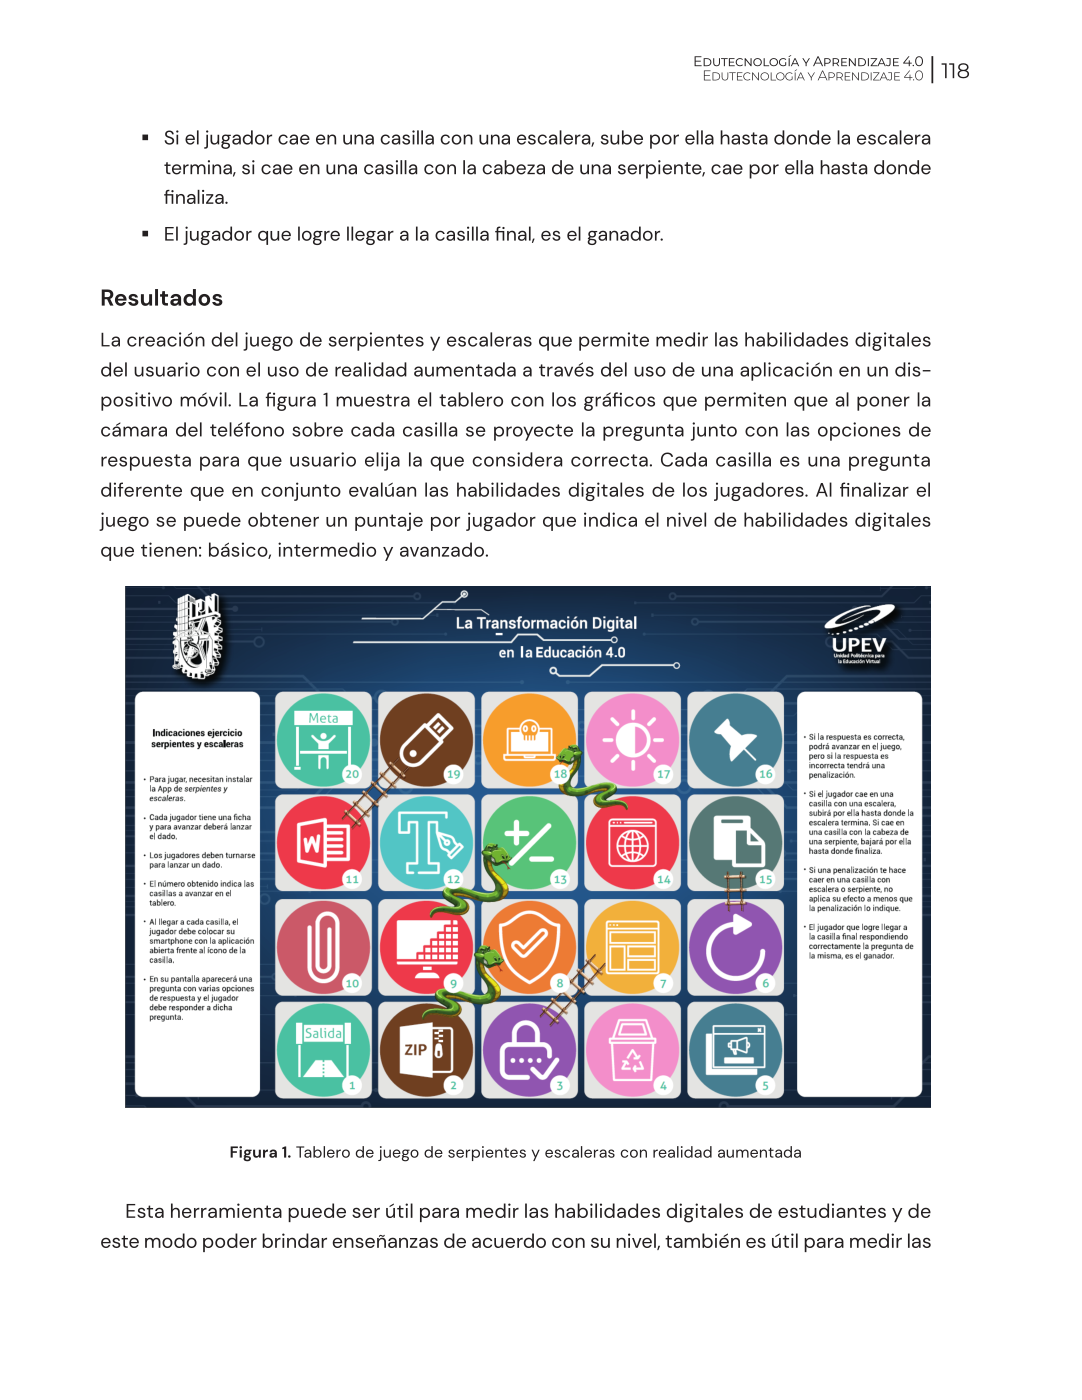 Edutecnología y Aprendizaje 4.0
Edutecnología y Aprendizaje 4.0
118
▪ Si el jugador cae en una casilla con una escalera, sube por ella hasta donde la escalera
termina, si cae en una casilla con la cabeza de una serpiente, cae por ella hasta donde
finaliza.
▪ El jugador que logre llegar a la casilla final, es el ganador.
Resultados
La creación del juego de serpientes y escaleras que permite medir las habilidades digitales
del usuario con el uso de realidad aumentada a través del uso de una aplicación en un dis-
positivo móvil. La figura 1 muestra el tablero con los gráficos que permiten que al poner la
cámara del teléfono sobre cada casilla se proyecte la pregunta junto con las opciones de
respuesta para que usuario elija la que considera correcta. Cada casilla es una pregunta
diferente que en conjunto evalúan las habilidades digitales de los jugadores. Al finalizar el
juego se puede obtener un puntaje por jugador que indica el nivel de habilidades digitales
que tienen: básico, intermedio y avanzado.
IPN
La Transformación Digital
en la Educación 4.0
UPEV
Unidad Politécnica para
la Educación Virtual
Indicaciones ejercicio
serpientes y escaleras
• Para jugar, necesitan instalar
la App de serpientes y
escaleras.
• Cada jugador tiene una ficha
y para avanzar deberá lanzar
el dado.
• Los jugadores deben turnarse
para lanzar un dado.
• El número obtenido indica las
casillas a avanzar en el
tablero.
• Al llegar a cada casilla, el
jugador debe colocar su
smartphone con la aplicación
abierta frente al ícono de la
casilla.
• En su pantalla aparecerá una
pregunta con varias opciones
de respuesta y el jugador
debe responder a dicha
pregunta.
Meta
20
19
18
17
16
W
11
T
12
13
14
15
10
9
8
7
6
Salida
1
ZIP
2
3
4
5
• Si la respuesta es correcta,
podrá avanzar en el juego,
pero si la respuesta es
incorrecta tendrá una
penalización.
• Si el jugador cae en una
casilla con una escalera,
subirá por ella hasta donde la
escalera termina. Si cae en
una casilla con la cabeza de
una serpiente, bajará por ella
hasta donde finaliza.
• Si una penalización te hace
caer en una casilla con
escalera o serpiente, no
aplica su efecto a menos que
la penalización lo indique.
• El jugador que logre llegar a
la casilla final respondiendo
correctamente la pregunta de
la misma, es el ganador.
Figura 1. Tablero de juego de serpientes y escaleras con realidad aumentada
Esta herramienta puede ser útil para medir las habilidades digitales de estudiantes y de
este modo poder brindar enseñanzas de acuerdo con su nivel, también es útil para medir las